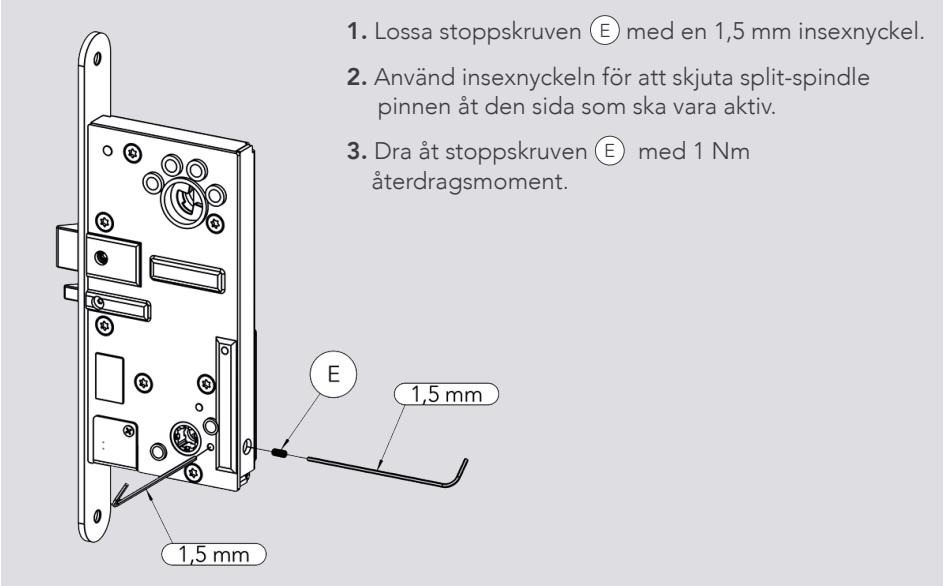 1. Lossa stoppskruven E med en 1,5 mm insexnyckel.
2. Använd insexnyckeln för att skjuta split-spindle
pinnen åt den sida som ska vara aktiv.
3. Dra åt stoppskruven E med 1 Nm
återdragsmoment.
E
1,5 mm
1,5 mm